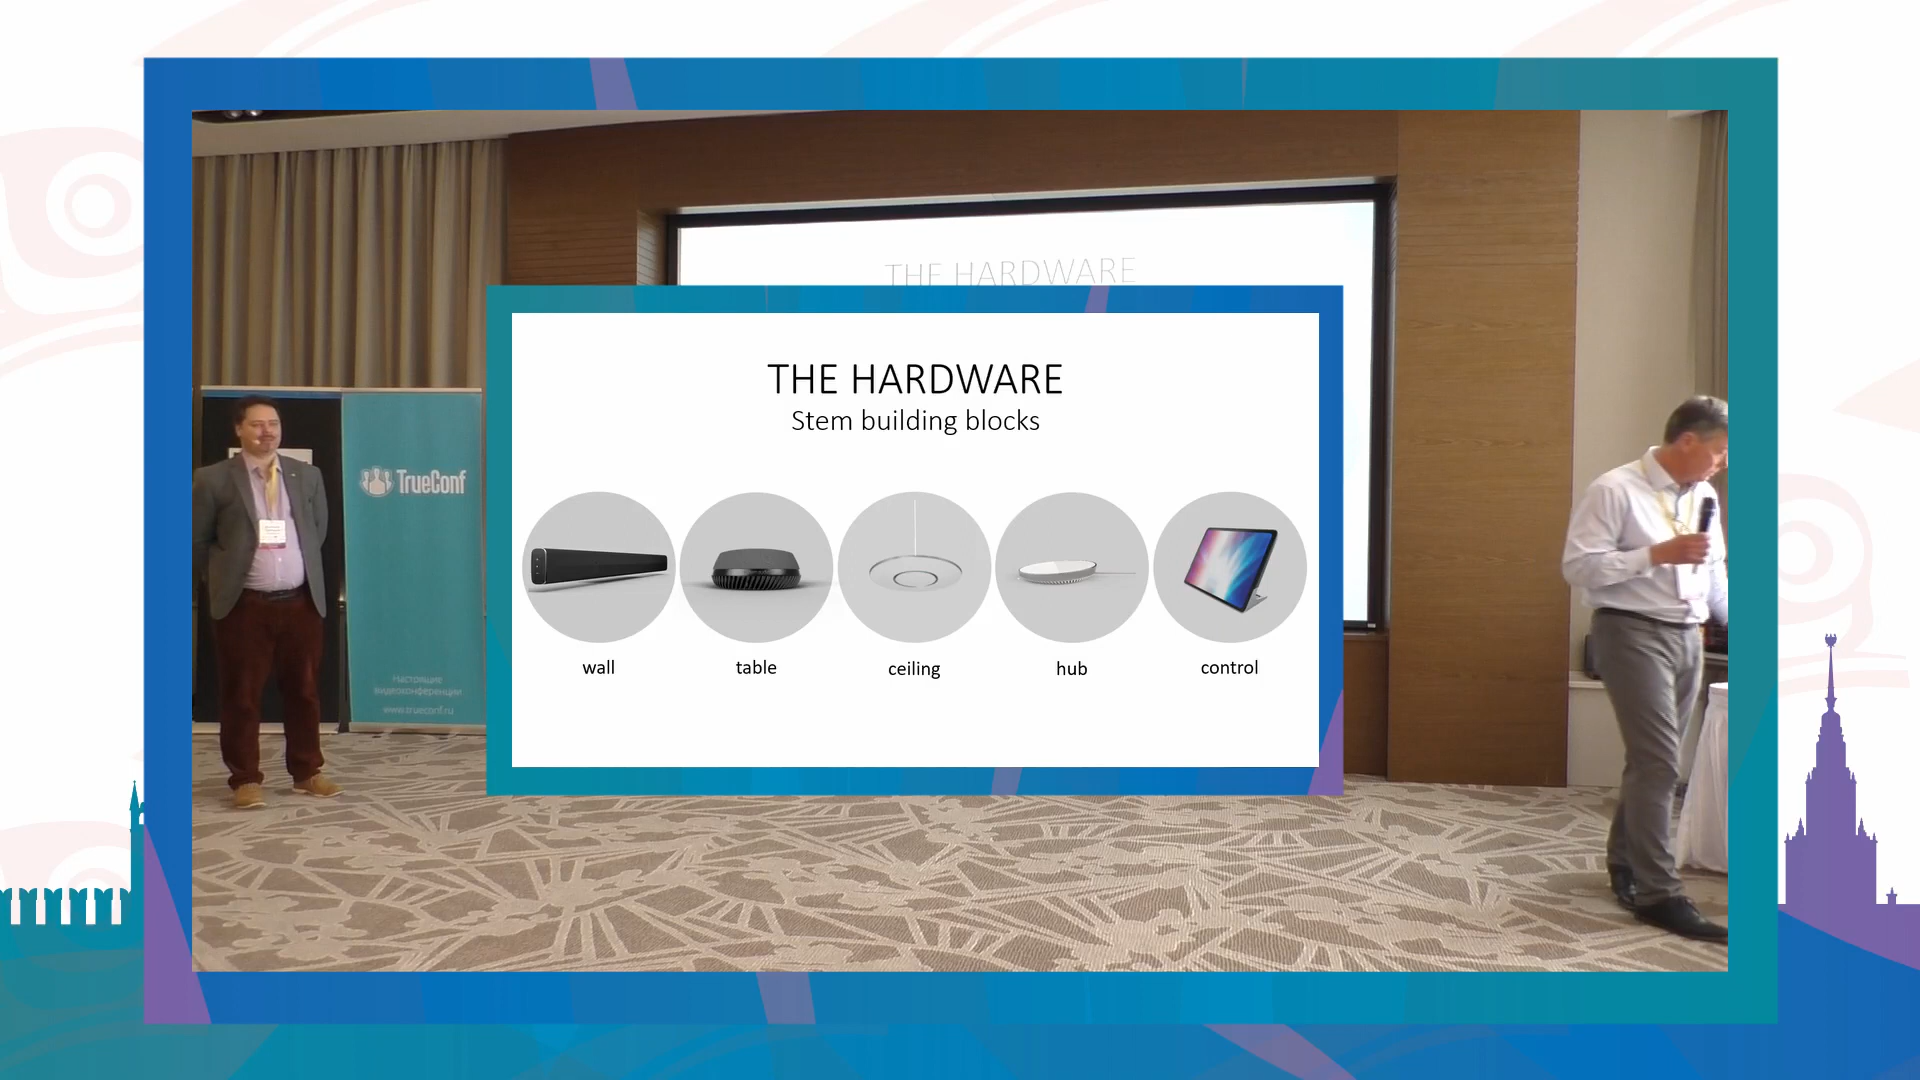 THE HARDWARE
THE HARDWARE
Stem building blocks
wall
table
ceiling
hub
control
TrueConf
Настоящие
видеоконференции
www.trueconf.ru